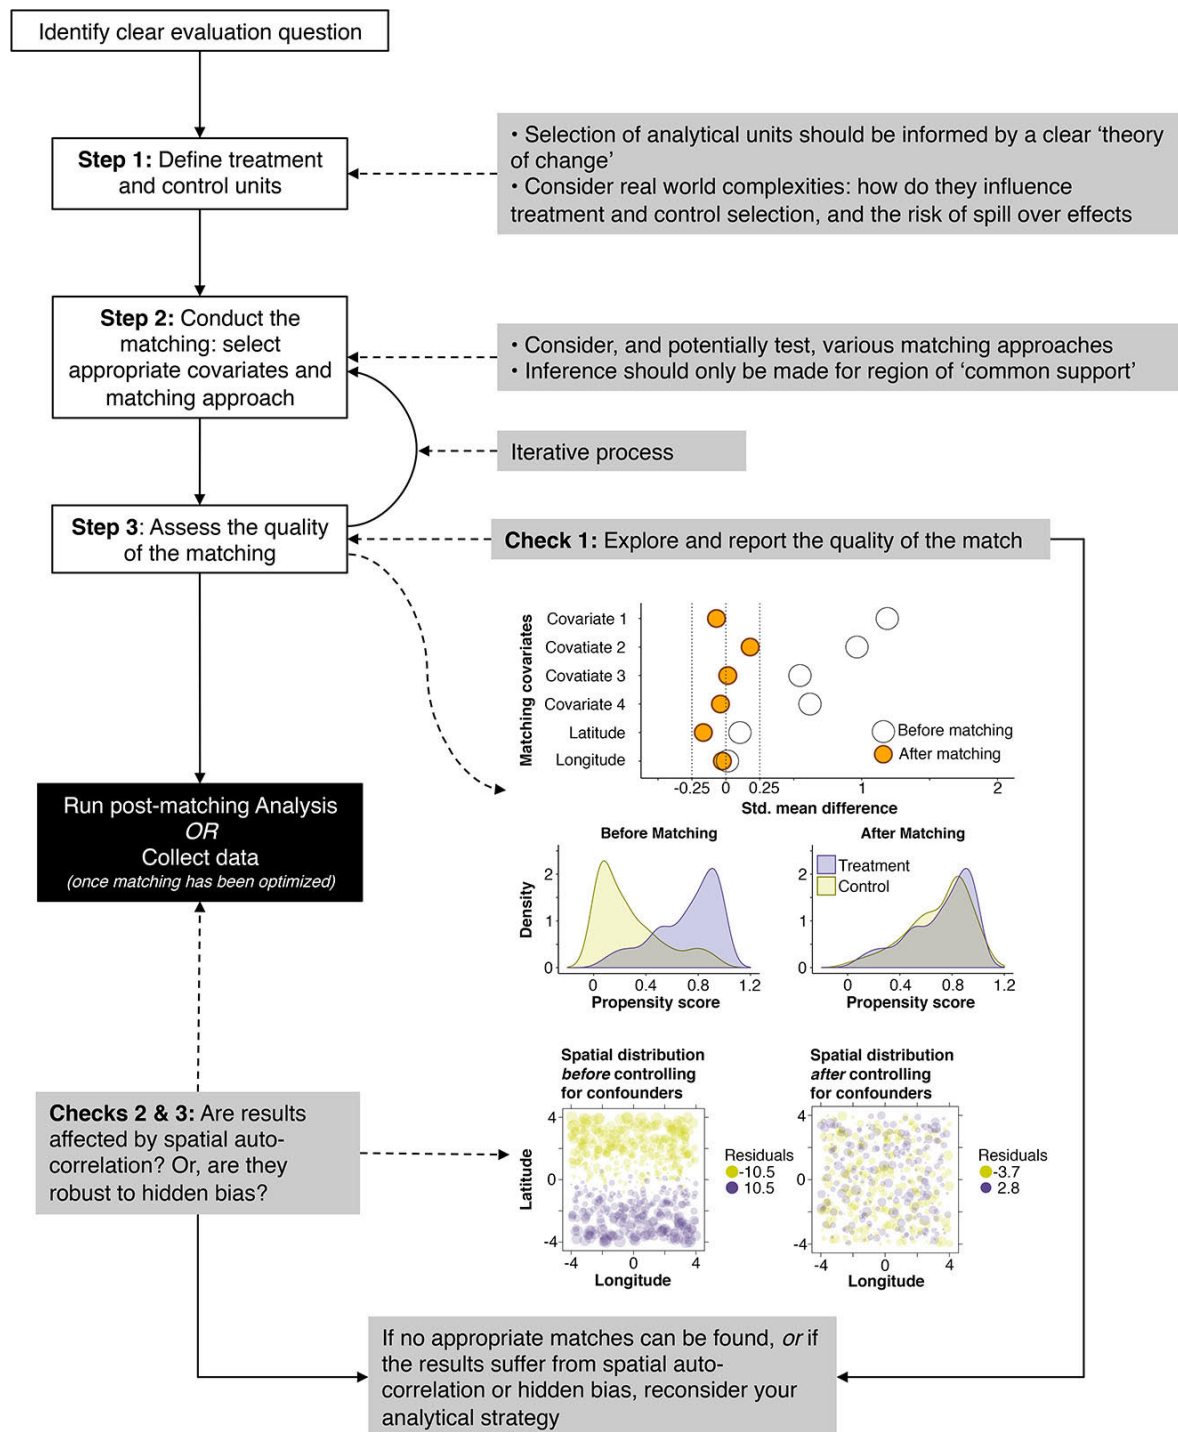 Identify clear evaluation question
Step 1: Define treatment
and control units
• Selection of analytical units should be informed by a clear ‘theory
of change’
• Consider real world complexities: how do they influence
treatment and control selection, and the risk of spill over effects
Step 2: Conduct the
matching: select
appropriate covariates and
matching approach
• Consider, and potentially test, various matching approaches
• Inference should only be made for region of ‘common support’
Iterative process
Step 3: Assess the quality
of the matching
Check 1: Explore and report the quality of the match
Matching covariates
Covariate 1
Covatiate 2
Covatiate 3
Covariate 4
Latitude
Longitude
Before matching
After matching
-0.25 0 0.25 1 2
Std. mean difference
Run post-matching Analysis
OR
Collect data
(once matching has been optimized)
Before Matching
Density
2
1
0
0 0.4 0.8 1.2
Propensity score
After Matching
Treatment
Control
2
1
0
0 0.4 0.8 1.2
Propensity score
Checks 2 & 3: Are results
affected by spatial auto-
correlation? Or, are they
robust to hidden bias?
Spatial distribution
before controlling
for confounders
Latitude
4
0
-4
-4 0 4
Longitude
Residuals
-10.5
10.5
Spatial distribution
after controlling
for confounders
4
0
-4
-4 0 4
Longitude
Residuals
-3.7
2.8
If no appropriate matches can be found, or if
the results suffer from spatial auto-
correlation or hidden bias, reconsider your
analytical strategy